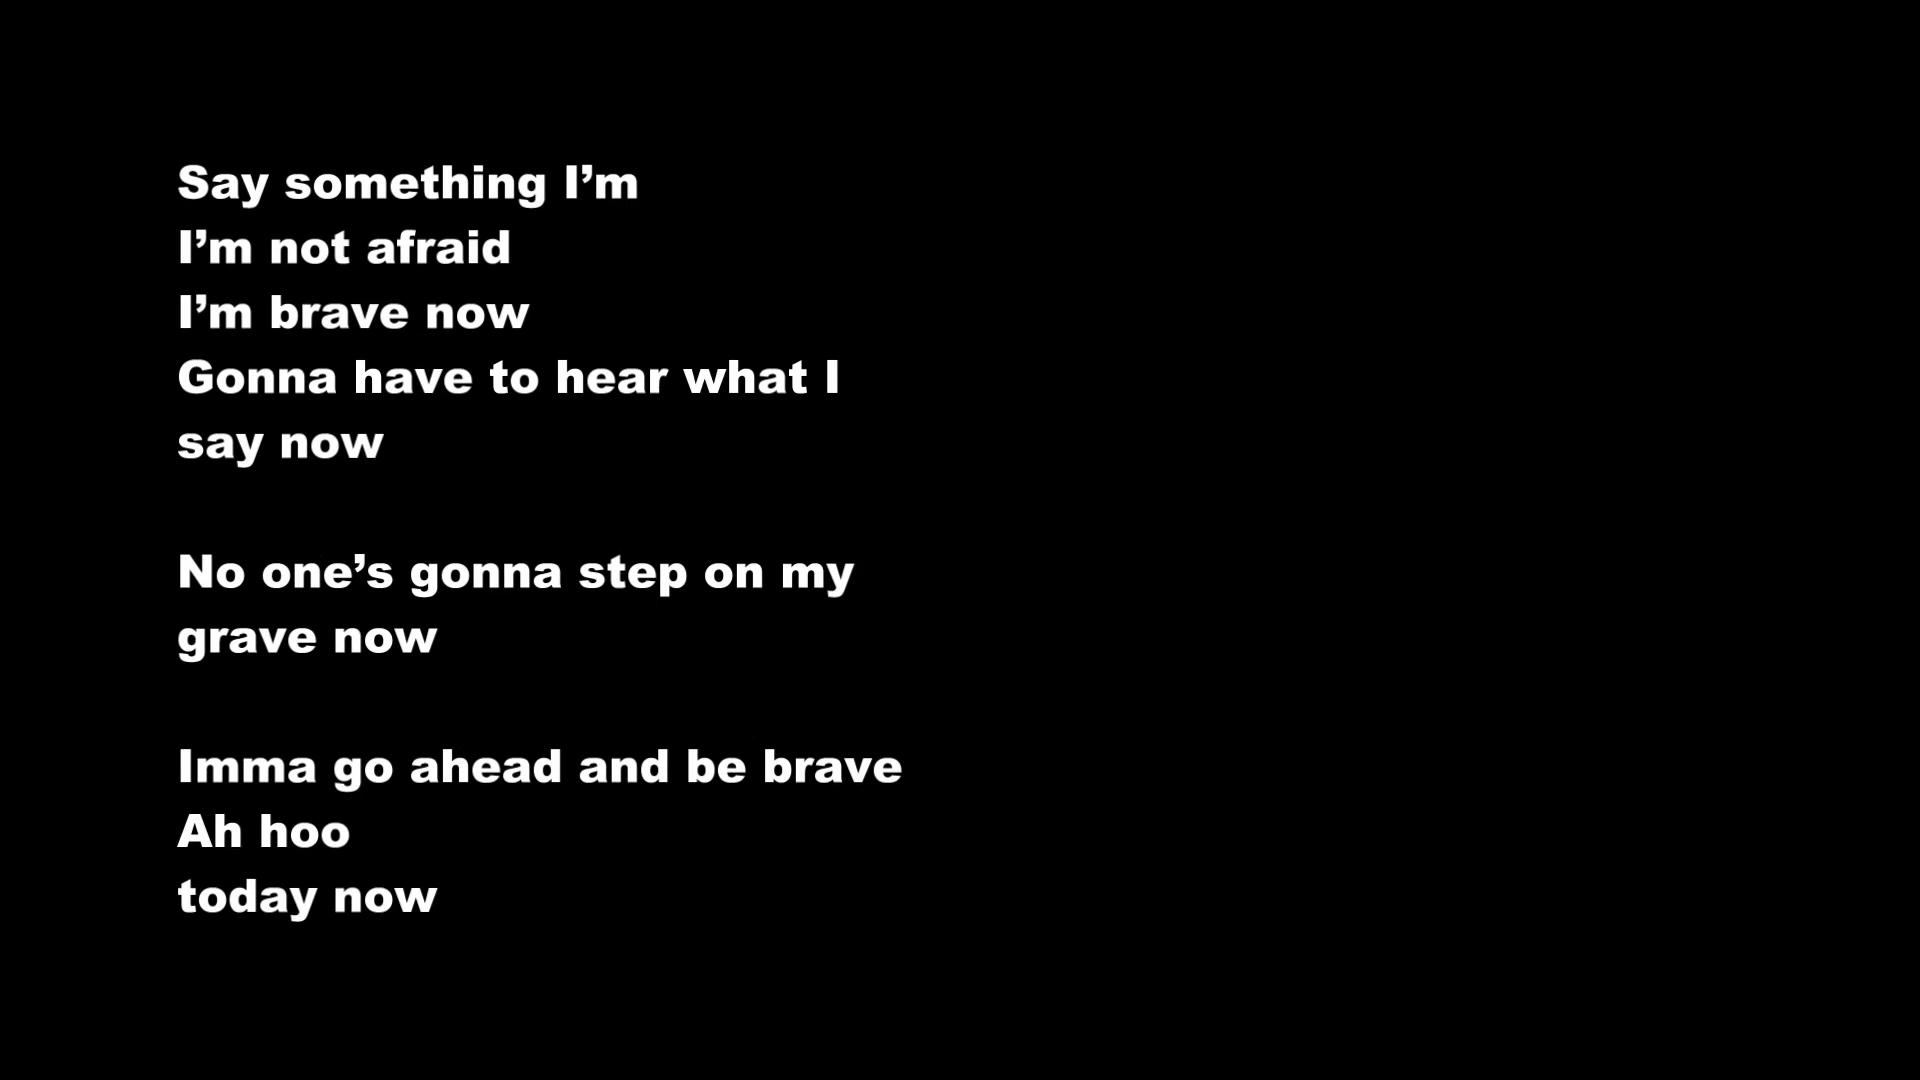 Say something I’m
I’m not afraid
I’m brave now
Gonna have to hear what I
say now
No one’s gonna step on my
grave now
Imma go ahead and be brave
Ah hoo
today now